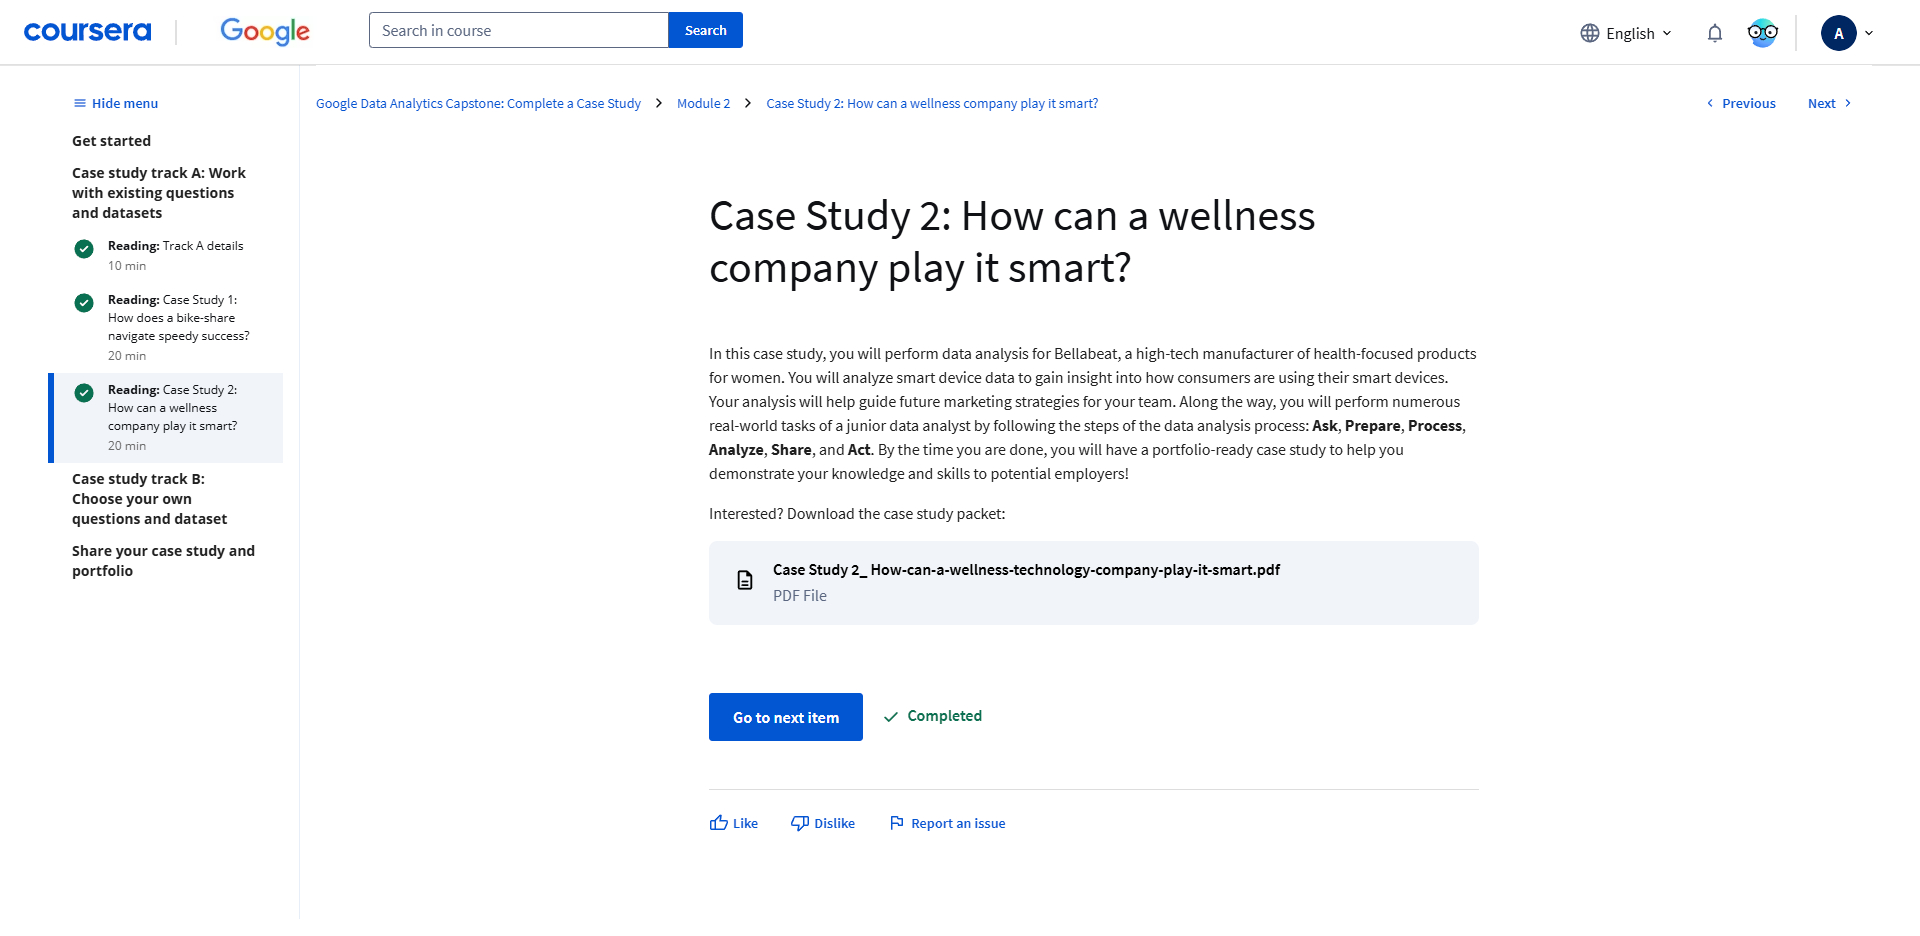 coursera
Google
Search in course
Search
English
A
Hide menu
Get started
Case study track A: Work
with existing questions
and datasets
Reading: Track A details
10 min
Reading: Case Study 1:
How does a bike-share
navigate speedy success?
20 min
Reading: Case Study 2:
How can a wellness
company play it smart?
20 min
Case study track B:
Choose your own
questions and dataset
Share your case study and
portfolio
Google Data Analytics Capstone: Complete a Case Study
Module 2
Case Study 2: How can a wellness company play it smart?
Previous
Next
Case Study 2: How can a wellness
company play it smart?
In this case study, you will perform data analysis for Bellabeat, a high-tech manufacturer of health-focused products
for women. You will analyze smart device data to gain insight into how consumers are using their smart devices.
Your analysis will help guide future marketing strategies for your team. Along the way, you will perform numerous
real-world tasks of a junior data analyst by following the steps of the data analysis process: Ask, Prepare, Process,
Analyze, Share, and Act. By the time you are done, you will have a portfolio-ready case study to help you
demonstrate your knowledge and skills to potential employers!
Interested? Download the case study packet:
Case Study 2_ How-can-a-wellness-technology-company-play-it-smart.pdf
PDF File
Go to next item
Completed
Like
Dislike
Report an issue